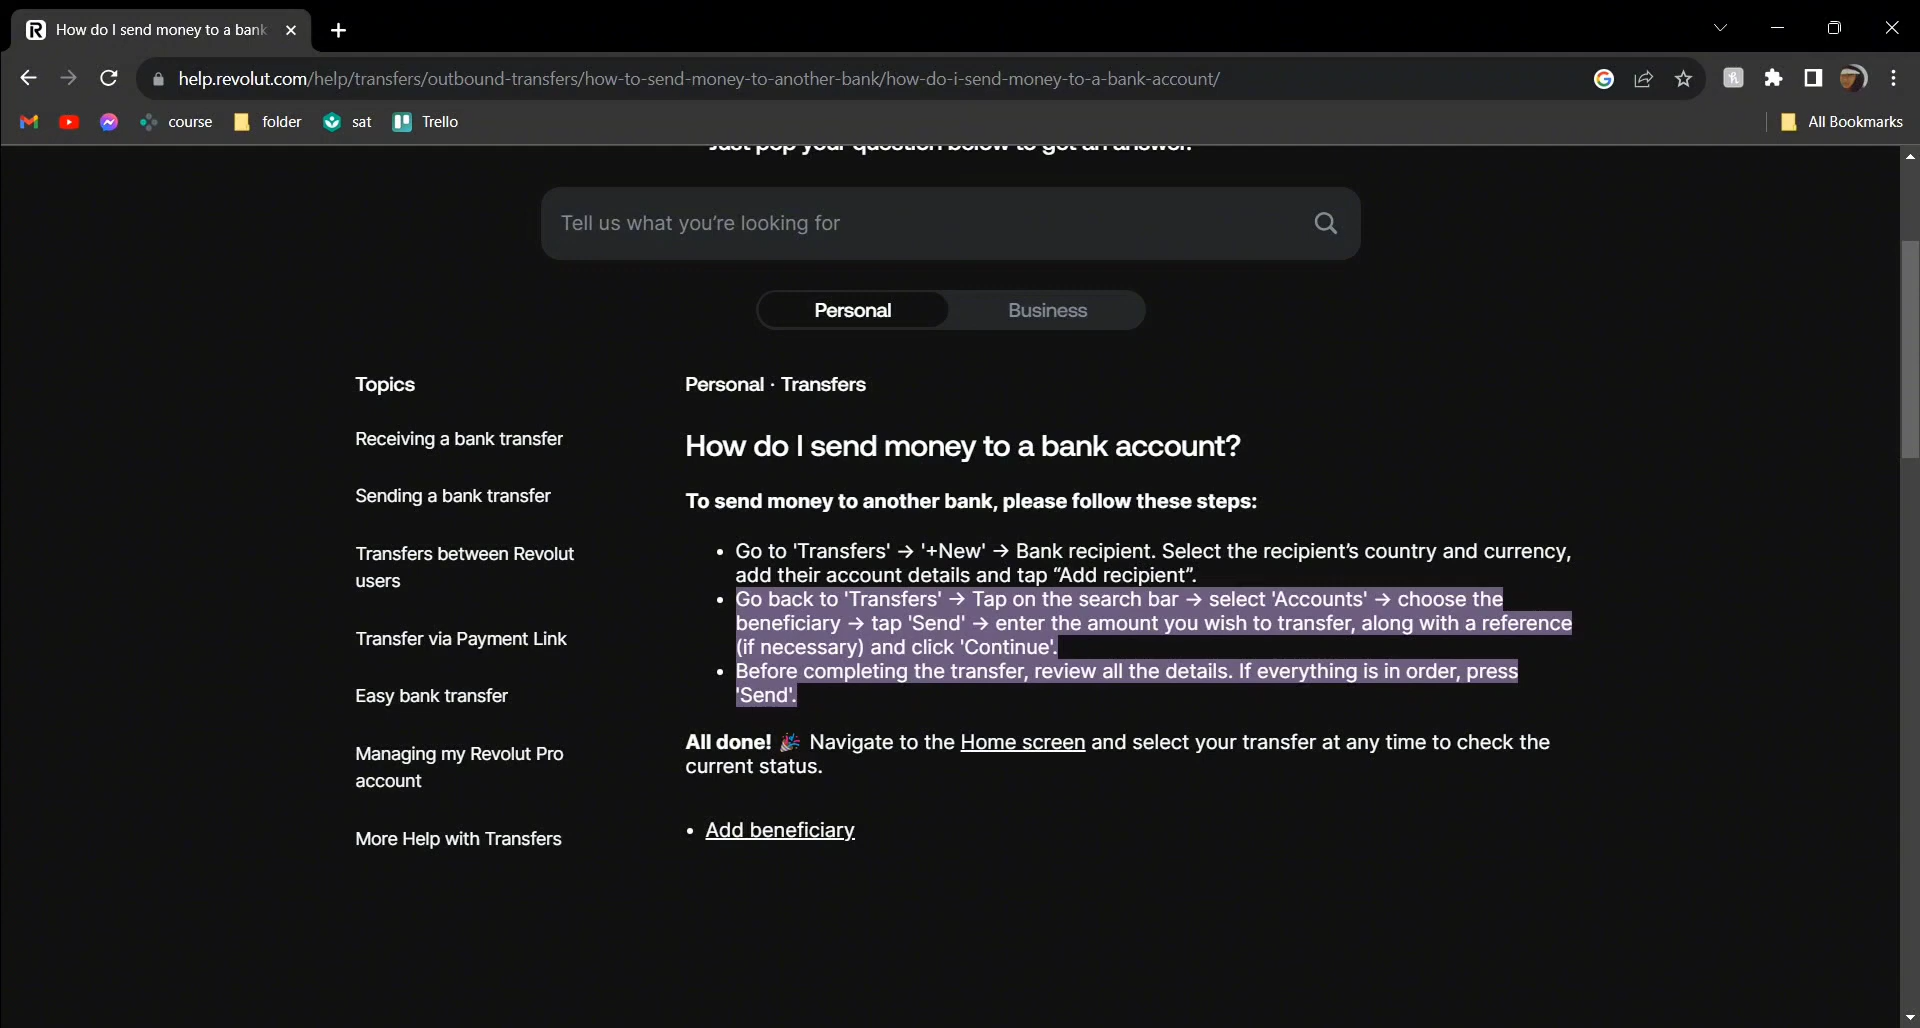 How do I send money to a bank
help.revolut.com/help/transfers/outbound-transfers/how-to-send-money-to-another-bank/how-do-i-send-money-to-a-bank-account/
course
folder
sat
Trello
All Bookmarks
Just pop your question below to get an answer.
Tell us what you're looking for
Personal
Business
Topics
Receiving a bank transfer
Sending a bank transfer
Transfers between Revolut
users
Transfer via Payment Link
Easy bank transfer
Managing my Revolut Pro
account
More Help with Transfers
Personal · Transfers
How do I send money to a bank account?
To send money to another bank, please follow these steps:
• Go to 'Transfers' → '+New' → Bank recipient. Select the recipient's country and currency,
add their account details and tap “Add recipient”.
• Go back to 'Transfers' → Tap on the search bar → select 'Accounts' → choose the
beneficiary → tap 'Send' → enter the amount you wish to transfer, along with a reference
(if necessary) and click 'Continue'.
• Before completing the transfer, review all the details. If everything is in order, press
'Send'.
All done! 🎉 Navigate to the Home screen and select your transfer at any time to check the
current status.
• Add beneficiary